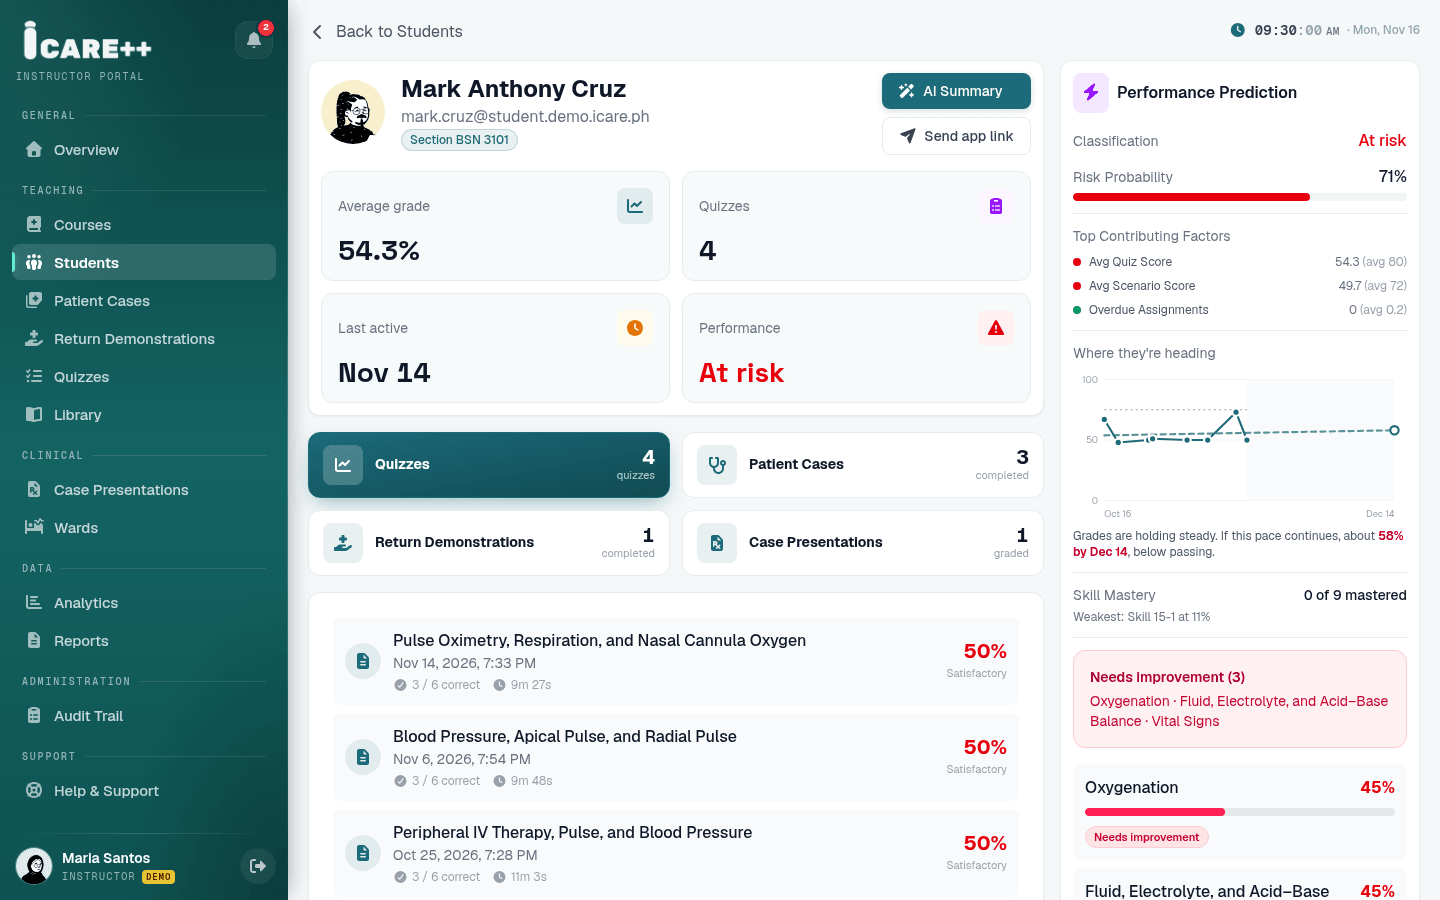 iCARE++
2
INSTRUCTOR PORTAL
GENERAL
Overview
TEACHING
Courses
Students
Patient Cases
Return Demonstrations
Quizzes
Library
CLINICAL
Case Presentations
Wards
DATA
Analytics
Reports
ADMINISTRATION
Audit Trail
SUPPORT
Help & Support
Maria Santos
INSTRUCTOR DEMO
Back to Students
09:30:00 AM · Mon, Nov 16
Mark Anthony Cruz
mark.cruz@student.demo.icare.ph
Section BSN 3101
AI Summary
Send app link
Average grade
54.3%
Quizzes
4
Last active
Nov 14
Performance
At risk
Quizzes
4
quizzes
Patient Cases
3
completed
Return Demonstrations
1
completed
Case Presentations
1
graded
Pulse Oximetry, Respiration, and Nasal Cannula Oxygen
Nov 14, 2026, 7:33 PM
3 / 6 correct 9m 27s
50%
Satisfactory
Blood Pressure, Apical Pulse, and Radial Pulse
Nov 6, 2026, 7:54 PM
3 / 6 correct 9m 48s
50%
Satisfactory
Peripheral IV Therapy, Pulse, and Blood Pressure
Oct 25, 2026, 7:28 PM
3 / 6 correct 11m 3s
50%
Satisfactory
Performance Prediction
Classification At risk
Risk Probability 71%
Top Contributing Factors
Avg Quiz Score 54.3 (avg 80)
Avg Scenario Score 49.7 (avg 72)
Overdue Assignments 0 (avg 0.2)
Where they're heading
100
50
0
Oct 16 Dec 14
Grades are holding steady. If this pace continues, about 58%
by Dec 14, below passing.
Skill Mastery 0 of 9 mastered
Weakest: Skill 15-1 at 11%
Needs improvement (3)
Oxygenation · Fluid, Electrolyte, and Acid–Base
Balance · Vital Signs
Oxygenation 45%
Needs improvement
Fluid, Electrolyte, and Acid–Base 45%